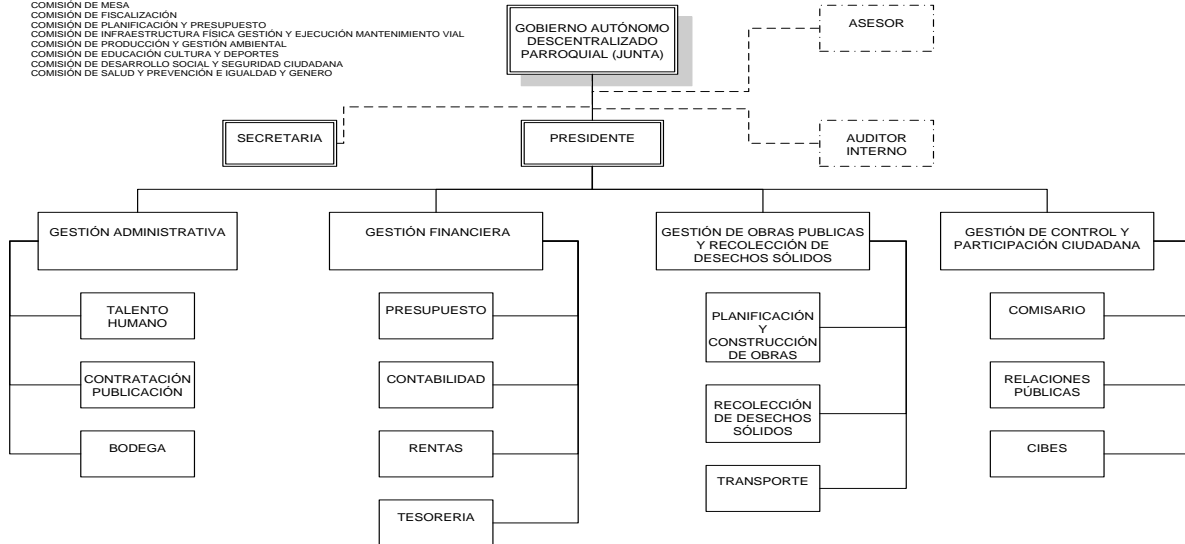 COMISIÓN DE MESA
COMISIÓN DE FISCALIZACIÓN
COMISIÓN DE PLANIFICACIÓN Y PRESUPUESTO
COMISIÓN DE INFRAESTRUCTURA FÍSICA GESTIÓN Y EJECUCIÓN MANTENIMIENTO VIAL
COMISIÓN DE PRODUCCIÓN Y GESTIÓN AMBIENTAL
COMISIÓN DE EDUCACIÓN CULTURA Y DEPORTES
COMISIÓN DE DESARROLLO SOCIAL Y SEGURIDAD CIUDADANA
COMISIÓN DE SALUD Y PREVENCIÓN E IGUALDAD Y GENERO
GOBIERNO AUTÓNOMO
DESCENTRALIZADO
PARROQUIAL (JUNTA)
ASESOR
SECRETARIA
PRESIDENTE
AUDITOR
INTERNO
GESTIÓN ADMINISTRATIVA
GESTIÓN FINANCIERA
GESTIÓN DE OBRAS PUBLICAS
Y RECOLECCIÓN DE
DESECHOS SÓLIDOS
GESTIÓN DE CONTROL Y
PARTICIPACIÓN CIUDADANA
TALENTO
HUMANO
PRESUPUESTO
PLANIFICACIÓN
Y
CONSTRUCCIÓN
DE OBRAS
COMISARIO
CONTRATACIÓN
PUBLICACIÓN
CONTABILIDAD
RECOLECCIÓN
DE DESECHOS
SÓLIDOS
RELACIONES
PÚBLICAS
BODEGA
RENTAS
TRANSPORTE
CIBES
TESORERIA